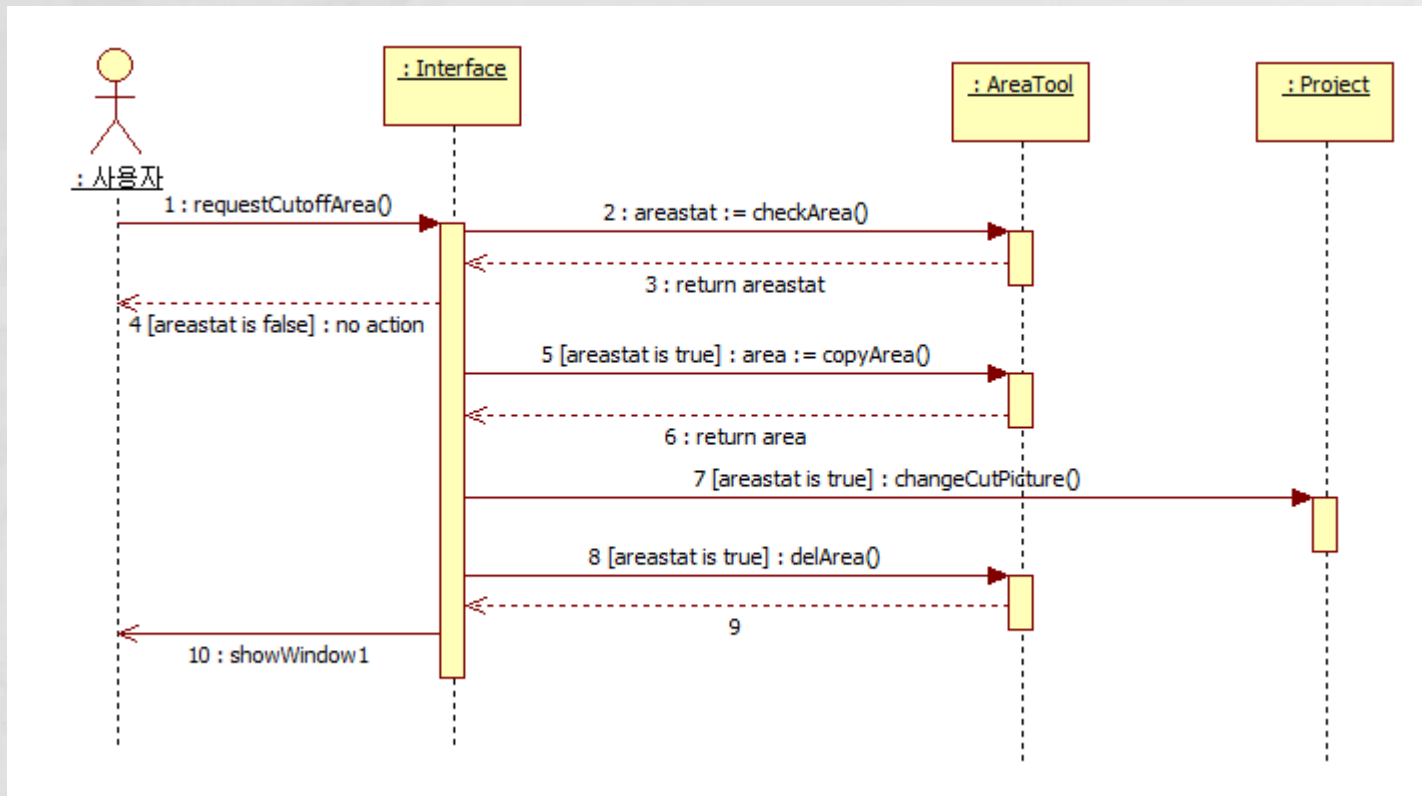 : Interface
: AreaTool
: Project
: 사용자
1 : requestCutoffArea()
2 : areastat := checkArea()
3 : return areastat
4 [areastat is false] : no action
5 [areastat is true] : area := copyArea()
6 : return area
7 [areastat is true] : changeCutPicture()
8 [areastat is true] : delArea()
9
10 : showWindow1